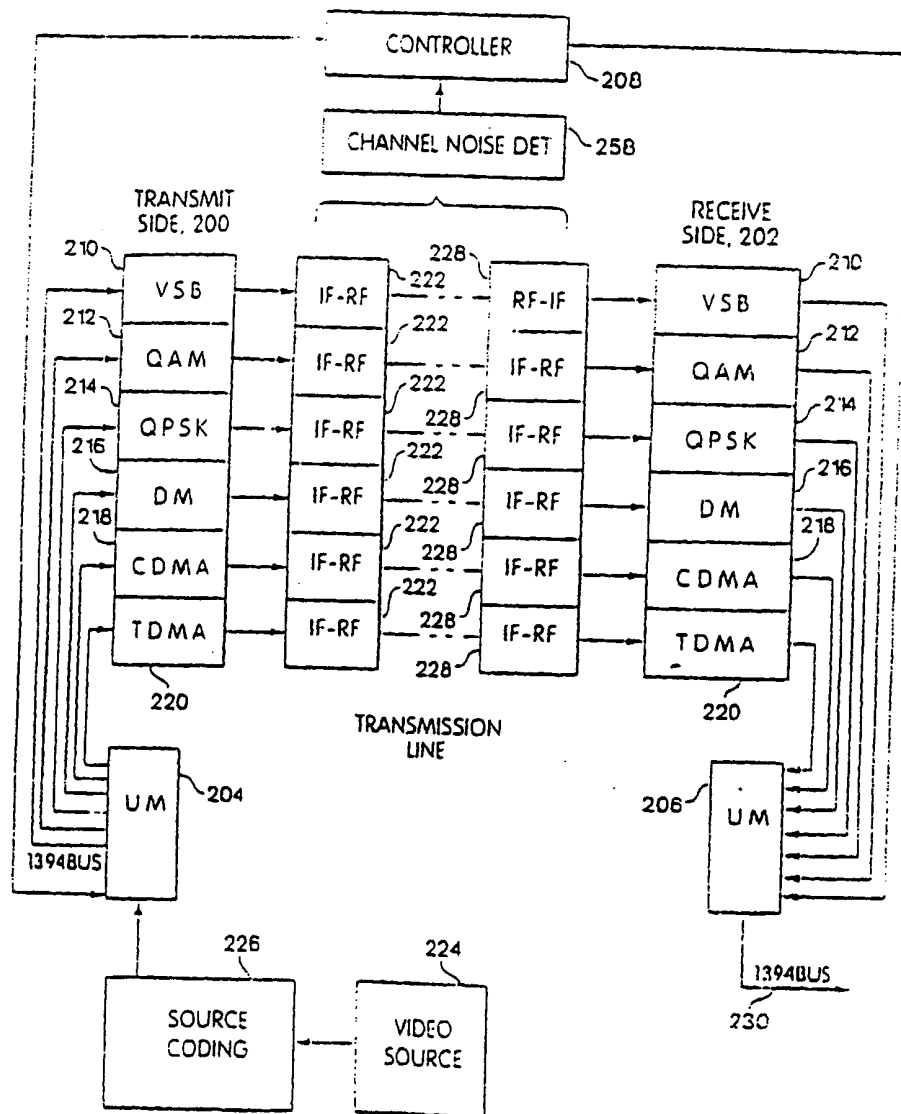 CONTROLLER
208
CHANNEL NOISE DET
258
TRANSMIT
SIDE, 200
RECEIVE
SIDE, 202
210
VSB
222
IF-RF
228
RF-IF
210
VSB
212
QAM
222
IF-RF
IF-RF
212
QAM
214
QPSK
222
IF-RF
228
IF-RF
214
QPSK
216
DM
222
IF-RF
228
IF-RF
216
DM
218
CDMA
222
IF-RF
228
IF-RF
218
CDMA
TDMA
222
IF-RF
228
IF-RF
TDMA
220
228
220
TRANSMISSION
LINE
UM
204
206
UM
1394BUS
226
224
1394BUS
230
SOURCE
CODING
VIDEO
SOURCE